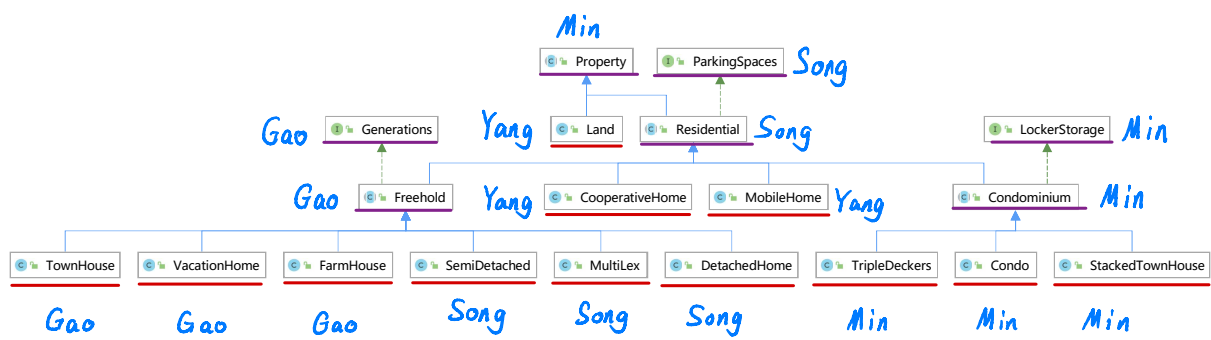 Min
Property
ParkingSpaces Song
Gao Generations Yang Land Residential Song LockerStorage Min
Gao Freehold Yang CooperativeHome MobileHome Yang Condominium Min
TownHouse VacationHome FarmHouse SemiDetached MultiLex DetachedHome TripleDeckers Condo StackedTownHouse
Gao Gao Gao Song Song Song Min Min Min